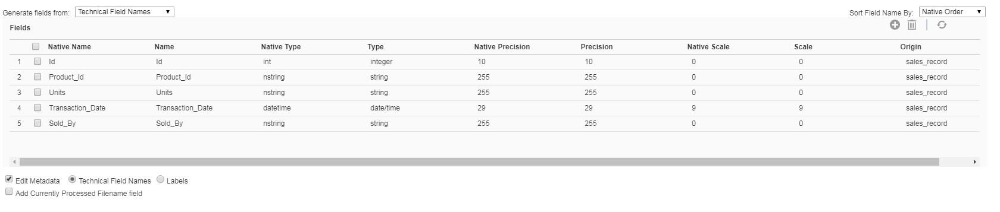 Generate fields from: Technical Field Names Sort Field Name By: Native Order
Fields
Native Name Name Native Type Type Native Precision Precision Native Scale Scale Origin
1 Id Id int integer 10 10 0 0 sales_record
2 Product_Id Product_Id nstring string 255 255 0 0 sales_record
3 Units Units nstring string 255 255 0 0 sales_record
4 Transaction_Date Transaction_Date datetime date/time 29 29 9 9 sales_record
5 Sold_By Sold_By nstring string 255 255 0 0 sales_record
Edit Metadata Technical Field Names Labels
Add Currently Processed Filename field